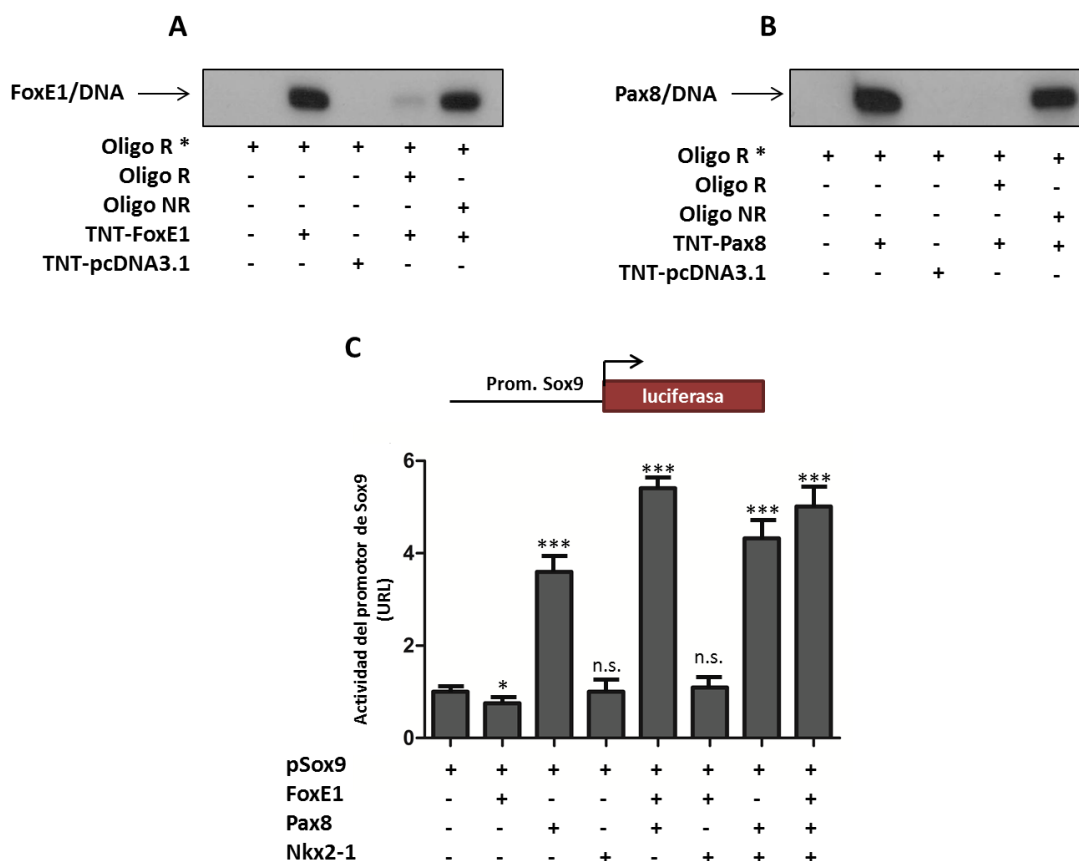 A
FoxE1/DNA
Oligo R * + + + + +
Oligo R - - - + -
Oligo NR - - - - +
TNT-FoxE1 - + - + +
TNT-pcDNA3.1 - - + - -
B
Pax8/DNA
Oligo R * + + + + +
Oligo R - - - + -
Oligo NR - - - - +
TNT-Pax8 - + - + +
TNT-pcDNA3.1 - - + - -
C
Prom. Sox9
luciferasa
Actividad del promotor de Sox9
(URL)
6
4
2
0
*
***
n.s.
***
n.s.
***
***
pSox9 + + + + + + + +
FoxE1 - + - - + + - +
Pax8 - - + - + - + +
Nkx2-1 - - - + - + + +